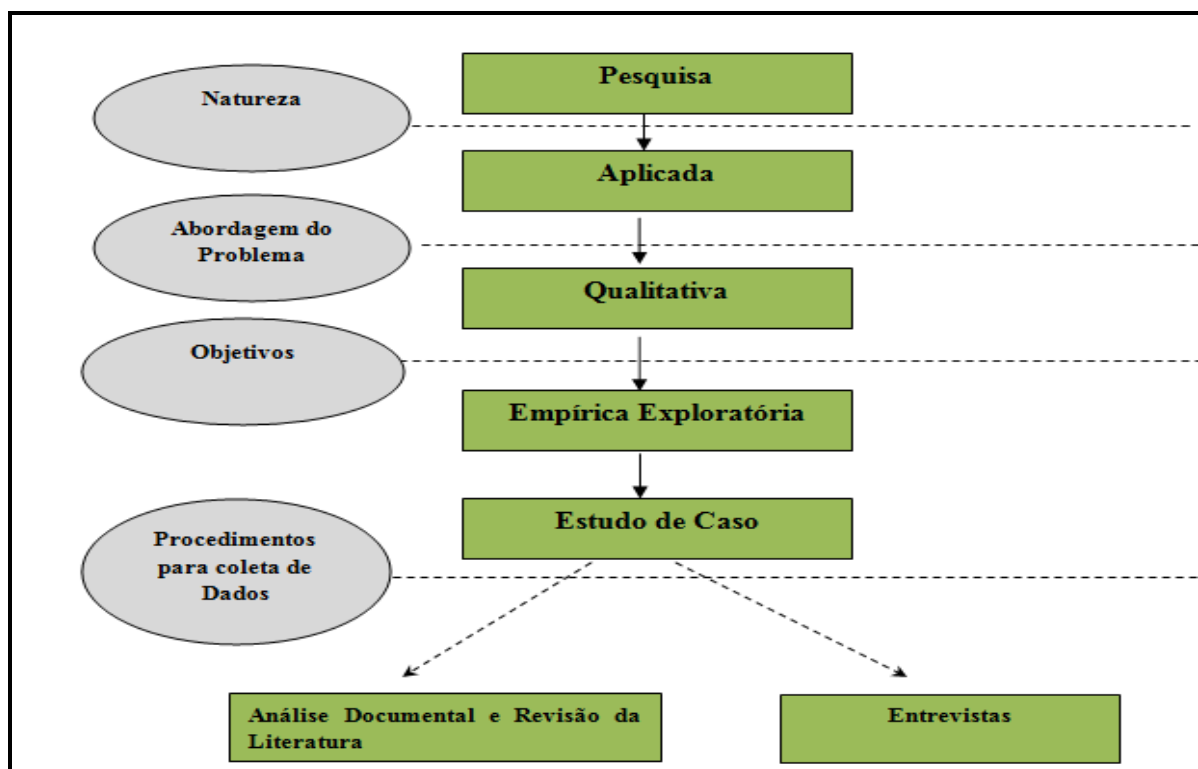 Natureza
Pesquisa
Aplicada
Abordagem do
Problema
Qualitativa
Objetivos
Empírica Exploratória
Estudo de Caso
Procedimentos
para coleta de
Dados
Análise Documental e Revisão da
Literatura
Entrevistas